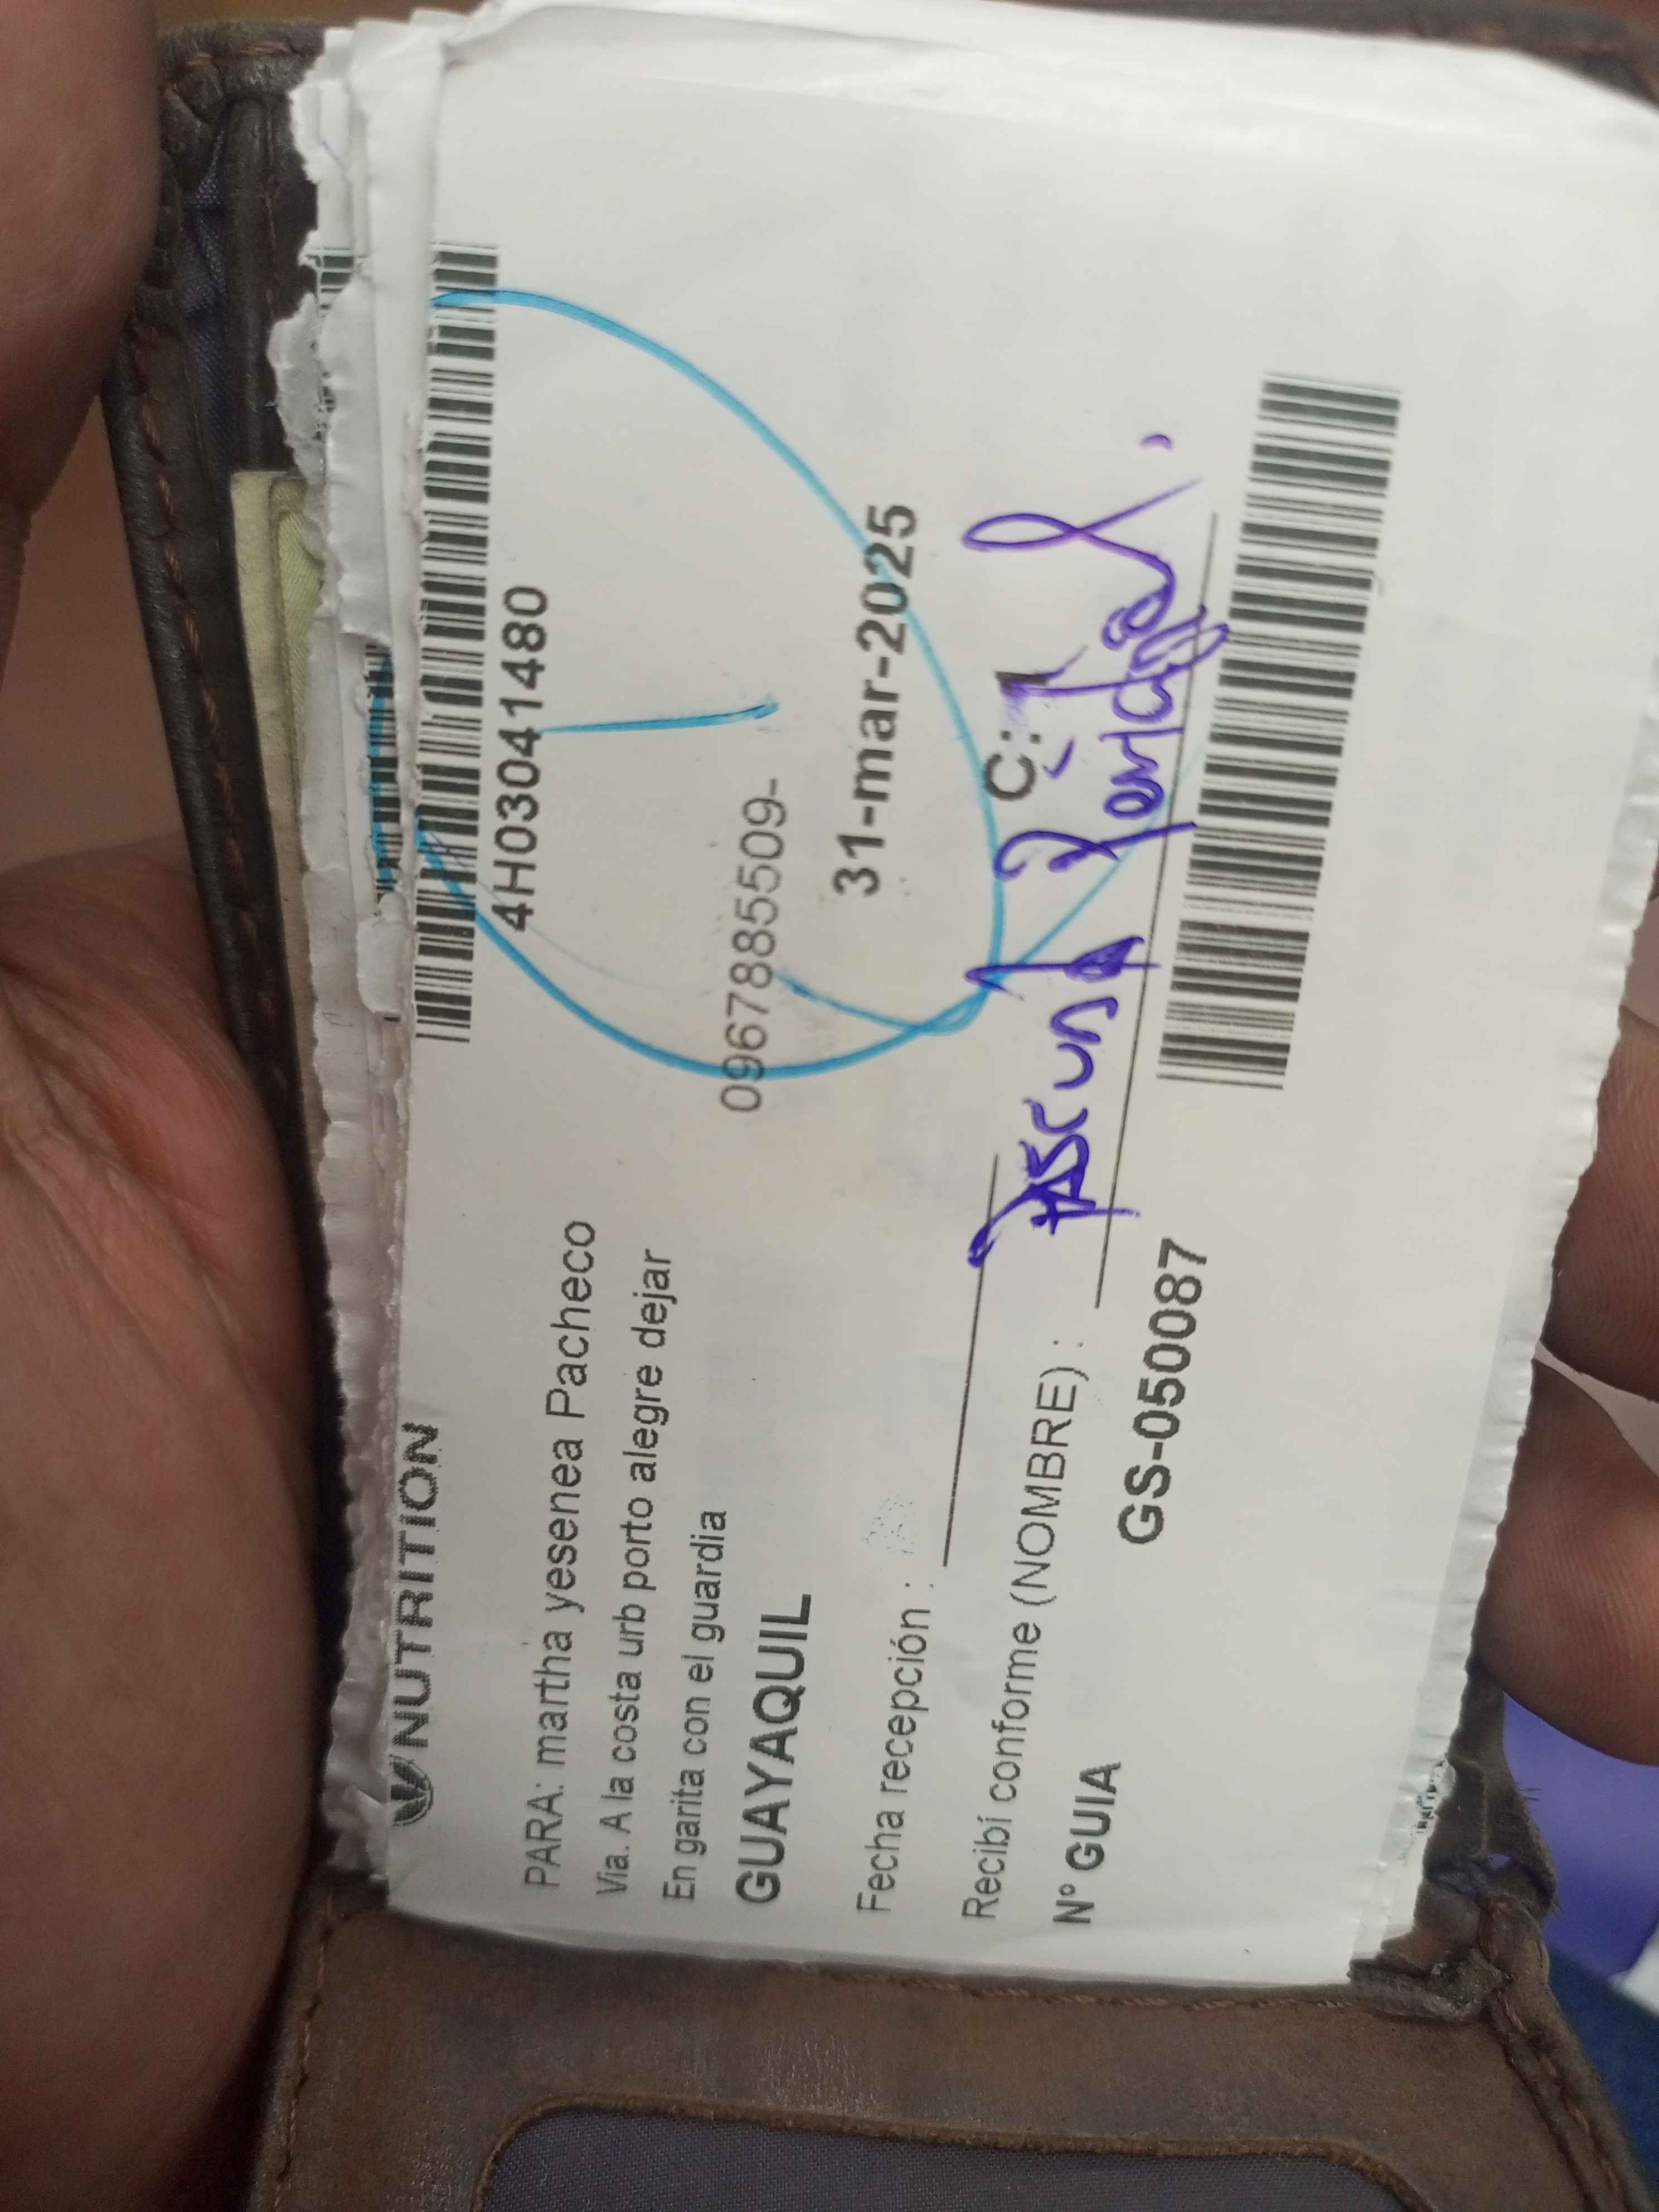 NUTRITION
4H03041480
PARA: martha yesenea Pacheco
Via. A la costa urb porto alegre dejar
En garita con el guardia
0967885509-
GUAYAQUIL
31-mar-2025
Fecha recepción :
C: 1
Recibí conforme (NOMBRE) :
N° GUIA
GS-050087